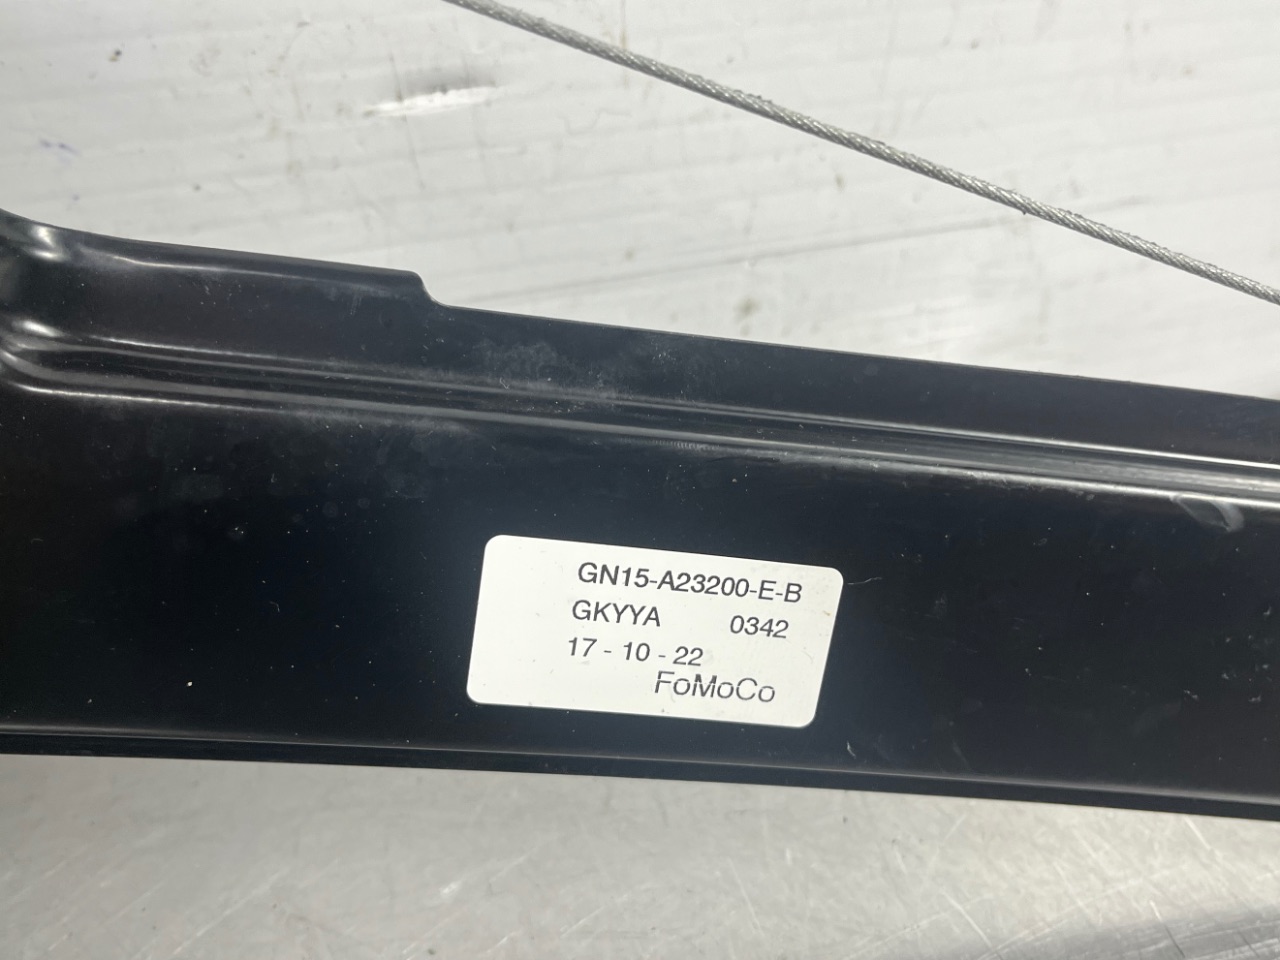 GN15-A23200-E-B
GKYYA 0342
17 - 10 - 22
FoMoCo